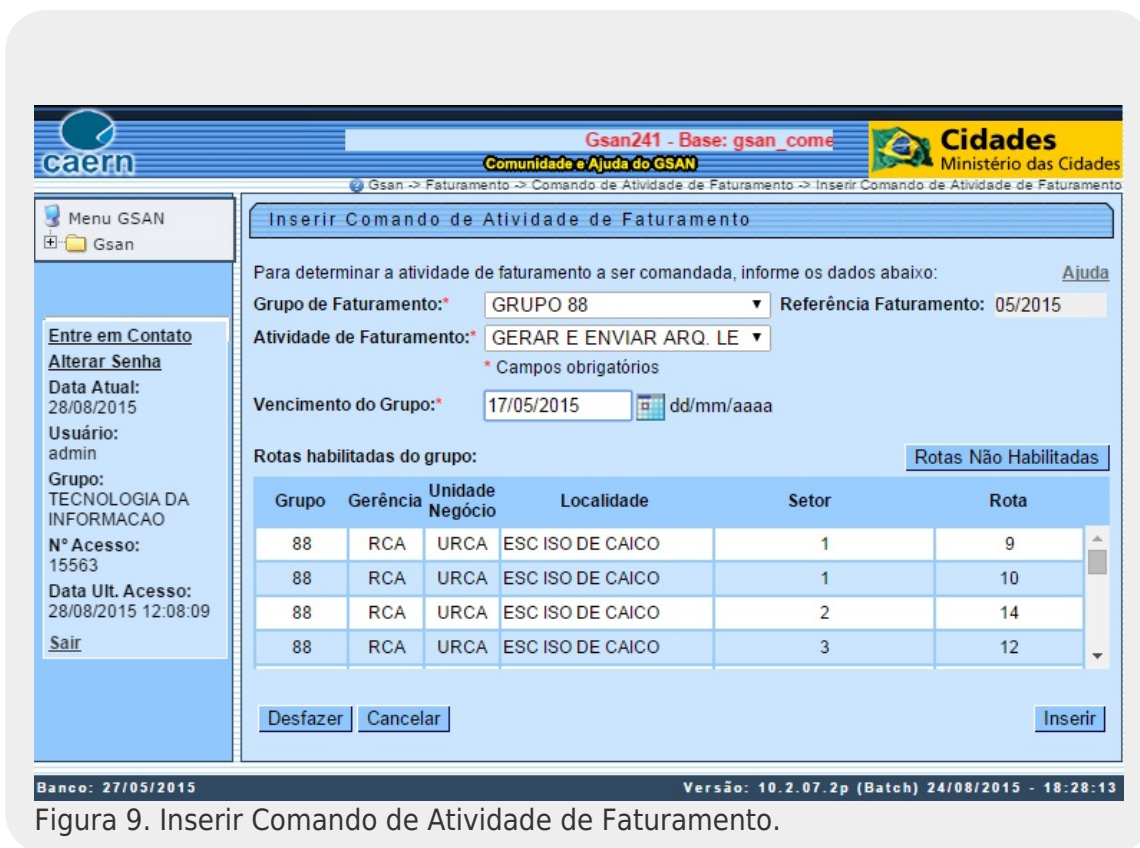 caern
Gsan241 - Base: gsan_come
Comunidade e Ajuda do GSAN
Cidades
Ministério das Cidades
Gsan -> Faturamento -> Comando de Atividade de Faturamento -> Inserir Comando de Atividade de Faturamento
Menu GSAN
Gsan
Entre em Contato
Alterar Senha
Data Atual:
28/08/2015
Usuário:
admin
Grupo:
TECNOLOGIA DA
INFORMACAO
Nº Acesso:
15563
Data Ult. Acesso:
28/08/2015 12:08:09
Sair
Inserir Comando de Atividade de Faturamento
Para determinar a atividade de faturamento a ser comandada, informe os dados abaixo: Ajuda
Grupo de Faturamento:* GRUPO 88 Referência Faturamento: 05/2015
Atividade de Faturamento:* GERAR E ENVIAR ARQ. LE
* Campos obrigatórios
Vencimento do Grupo:* 17/05/2015 dd/mm/aaaa
Rotas habilitadas do grupo: Rotas Não Habilitadas
Grupo Gerência Unidade Negócio Localidade Setor Rota
88 RCA URCA ESC ISO DE CAICO 1 9
88 RCA URCA ESC ISO DE CAICO 1 10
88 RCA URCA ESC ISO DE CAICO 2 14
88 RCA URCA ESC ISO DE CAICO 3 12
Desfazer Cancelar Inserir
Banco: 27/05/2015 Versão: 10.2.07.2p (Batch) 24/08/2015 - 18:28:13
Figura 9. Inserir Comando de Atividade de Faturamento.